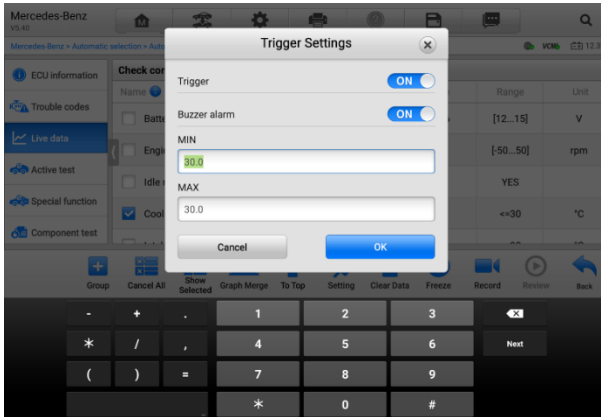 Mercedes-Benz
V5.40
Mercedes-Benz > Automatic selection > Auto
VCMI 12.3
ECU information
Trouble codes
Live data
Active test
Special function
Component test
Check con
Name Range Unit
Batte [12...15] V
Engi [-50...50] rpm
Idle YES
Cool <=30 °C
Trigger Settings
Trigger ON
Buzzer alarm ON
MIN
30.0
MAX
30.0
Cancel OK
Group Cancel All Show Selected Graph Merge To Top Setting Clear Data Freeze Record Review Back
- + . 1 2 3
* / , 4 5 6 Next
( ) = 7 8 9
* 0 #